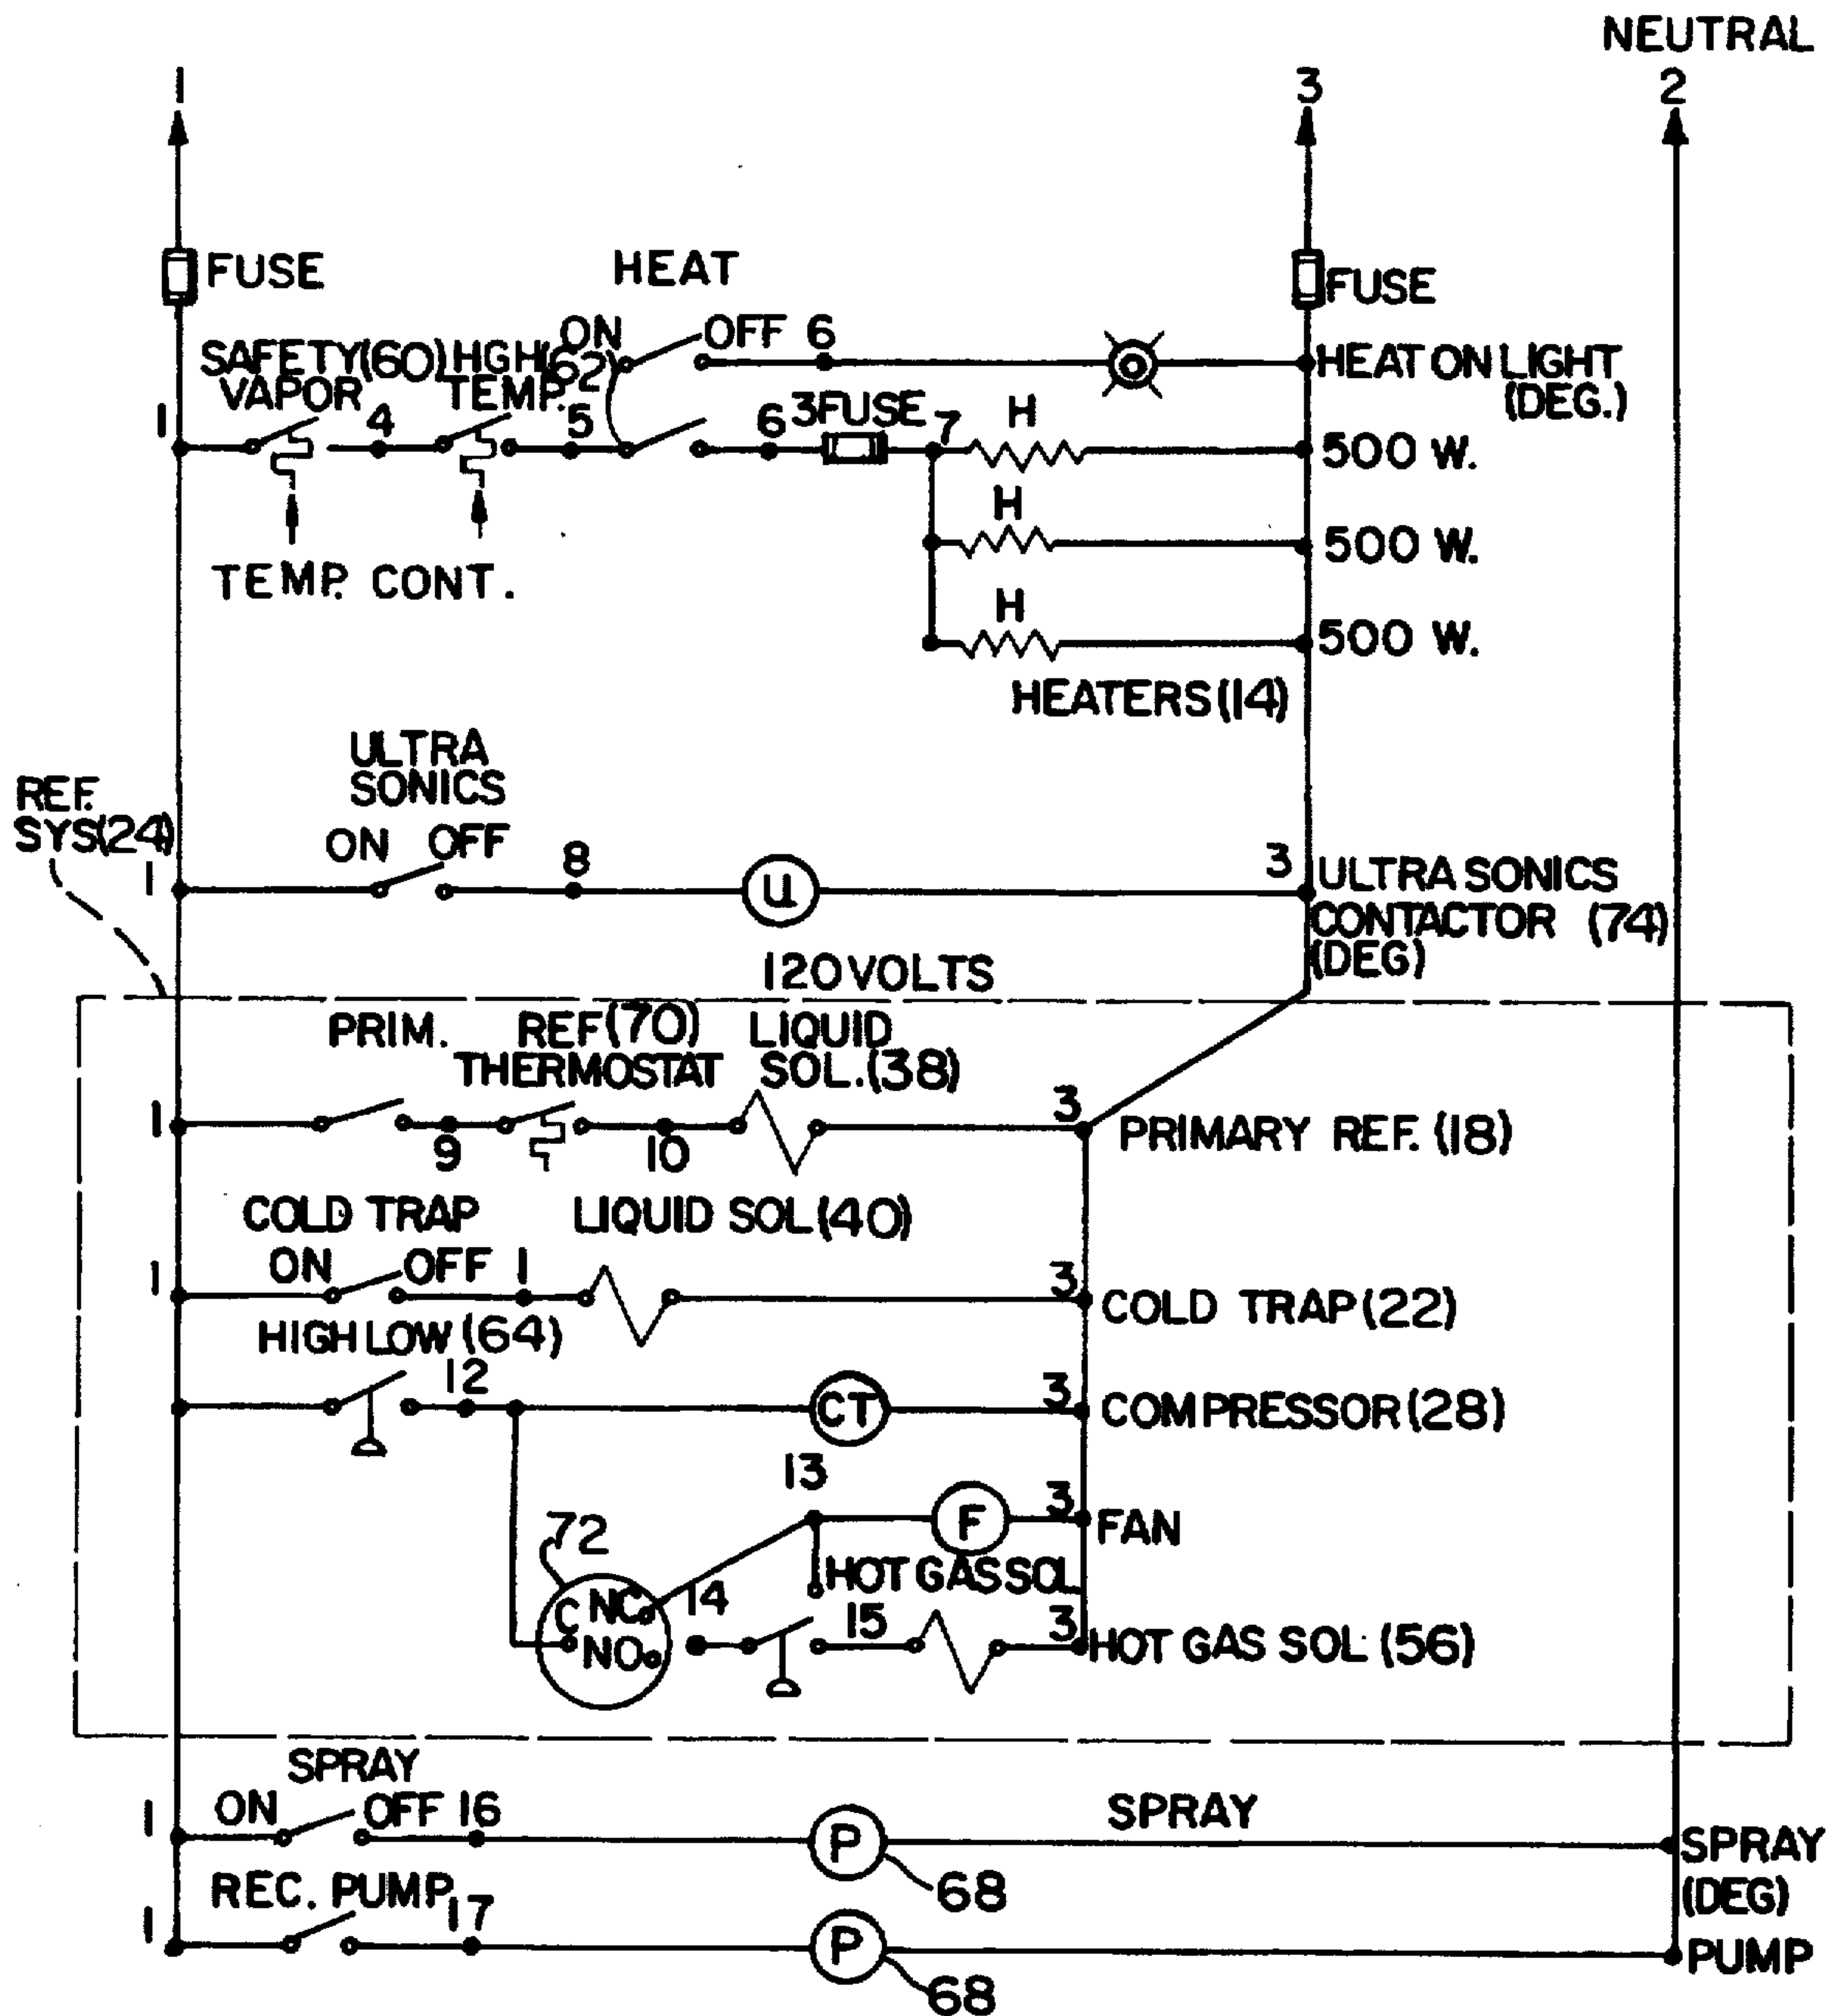 NEUTRAL
1 3 2
FUSE HEAT FUSE
ON OFF 6 HEAT ON LIGHT
(DEG.)
SAFETY(60) HGH(62)
VAPOR TEMP.
1 4 5 6 3FUSE 7 H 500 W.
H 500 W.
TEMP. CONT.
H 500 W.
HEATERS(14)
ULTRA
SONICS
REF.
SYS(24)
ON OFF 8
1 U 3 ULTRA SONICS
CONTACTOR (74)
(DEG)
120 VOLTS
PRIM. REF(70) LIQUID
THERMOSTAT SOL.(38)
1 9 10 3 PRIMARY REF. (18)
COLD TRAP LIQUID SOL(40)
1 ON OFF 1 3 COLD TRAP(22)
HIGH LOW (64)
12 CT 3 COMPRESSOR(28)
13 F 3 FAN
72 HOT GAS SOL
C NC 14
NO 15 3 HOT GAS SOL (56)
SPRAY
1 ON OFF 16 P SPRAY SPRAY
(DEG)
68
REC. PUMP
1 17 P PUMP
68